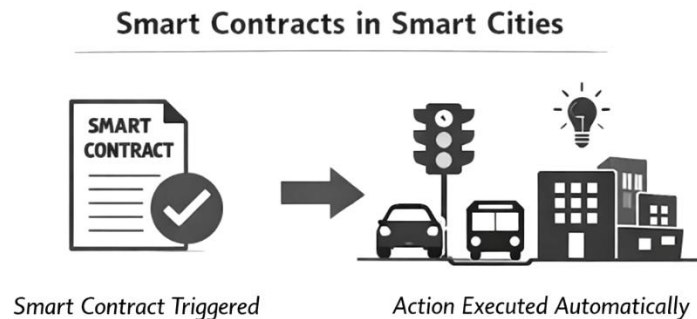 Smart Contracts in Smart Cities
SMART
CONTRACT
Smart Contract Triggered
Action Executed Automatically